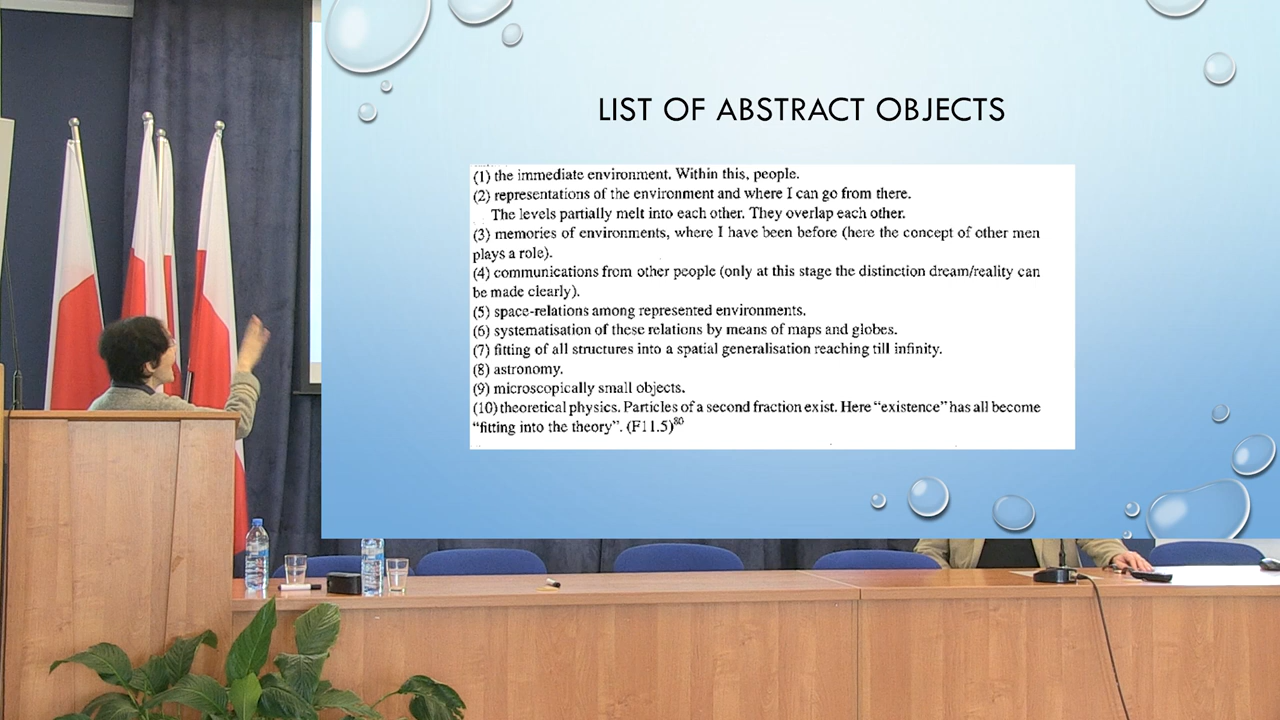 LIST OF ABSTRACT OBJECTS
(1) the immediate environment. Within this, people.
(2) representations of the environment and where I can go from there.
The levels partially melt into each other. They overlap each other.
(3) memories of environments, where I have been before (here the concept of other men
plays a role).
(4) communications from other people (only at this stage the distinction dream/reality can
be made clearly).
(5) space-relations among represented environments.
(6) systematisation of these relations by means of maps and globes.
(7) fitting of all structures into a spatial generalisation reaching till infinity.
(8) astronomy.
(9) microscopically small objects.
(10) theoretical physics. Particles of a second fraction exist. Here “existence” has all become
“fitting into the theory”. (F11.5)80